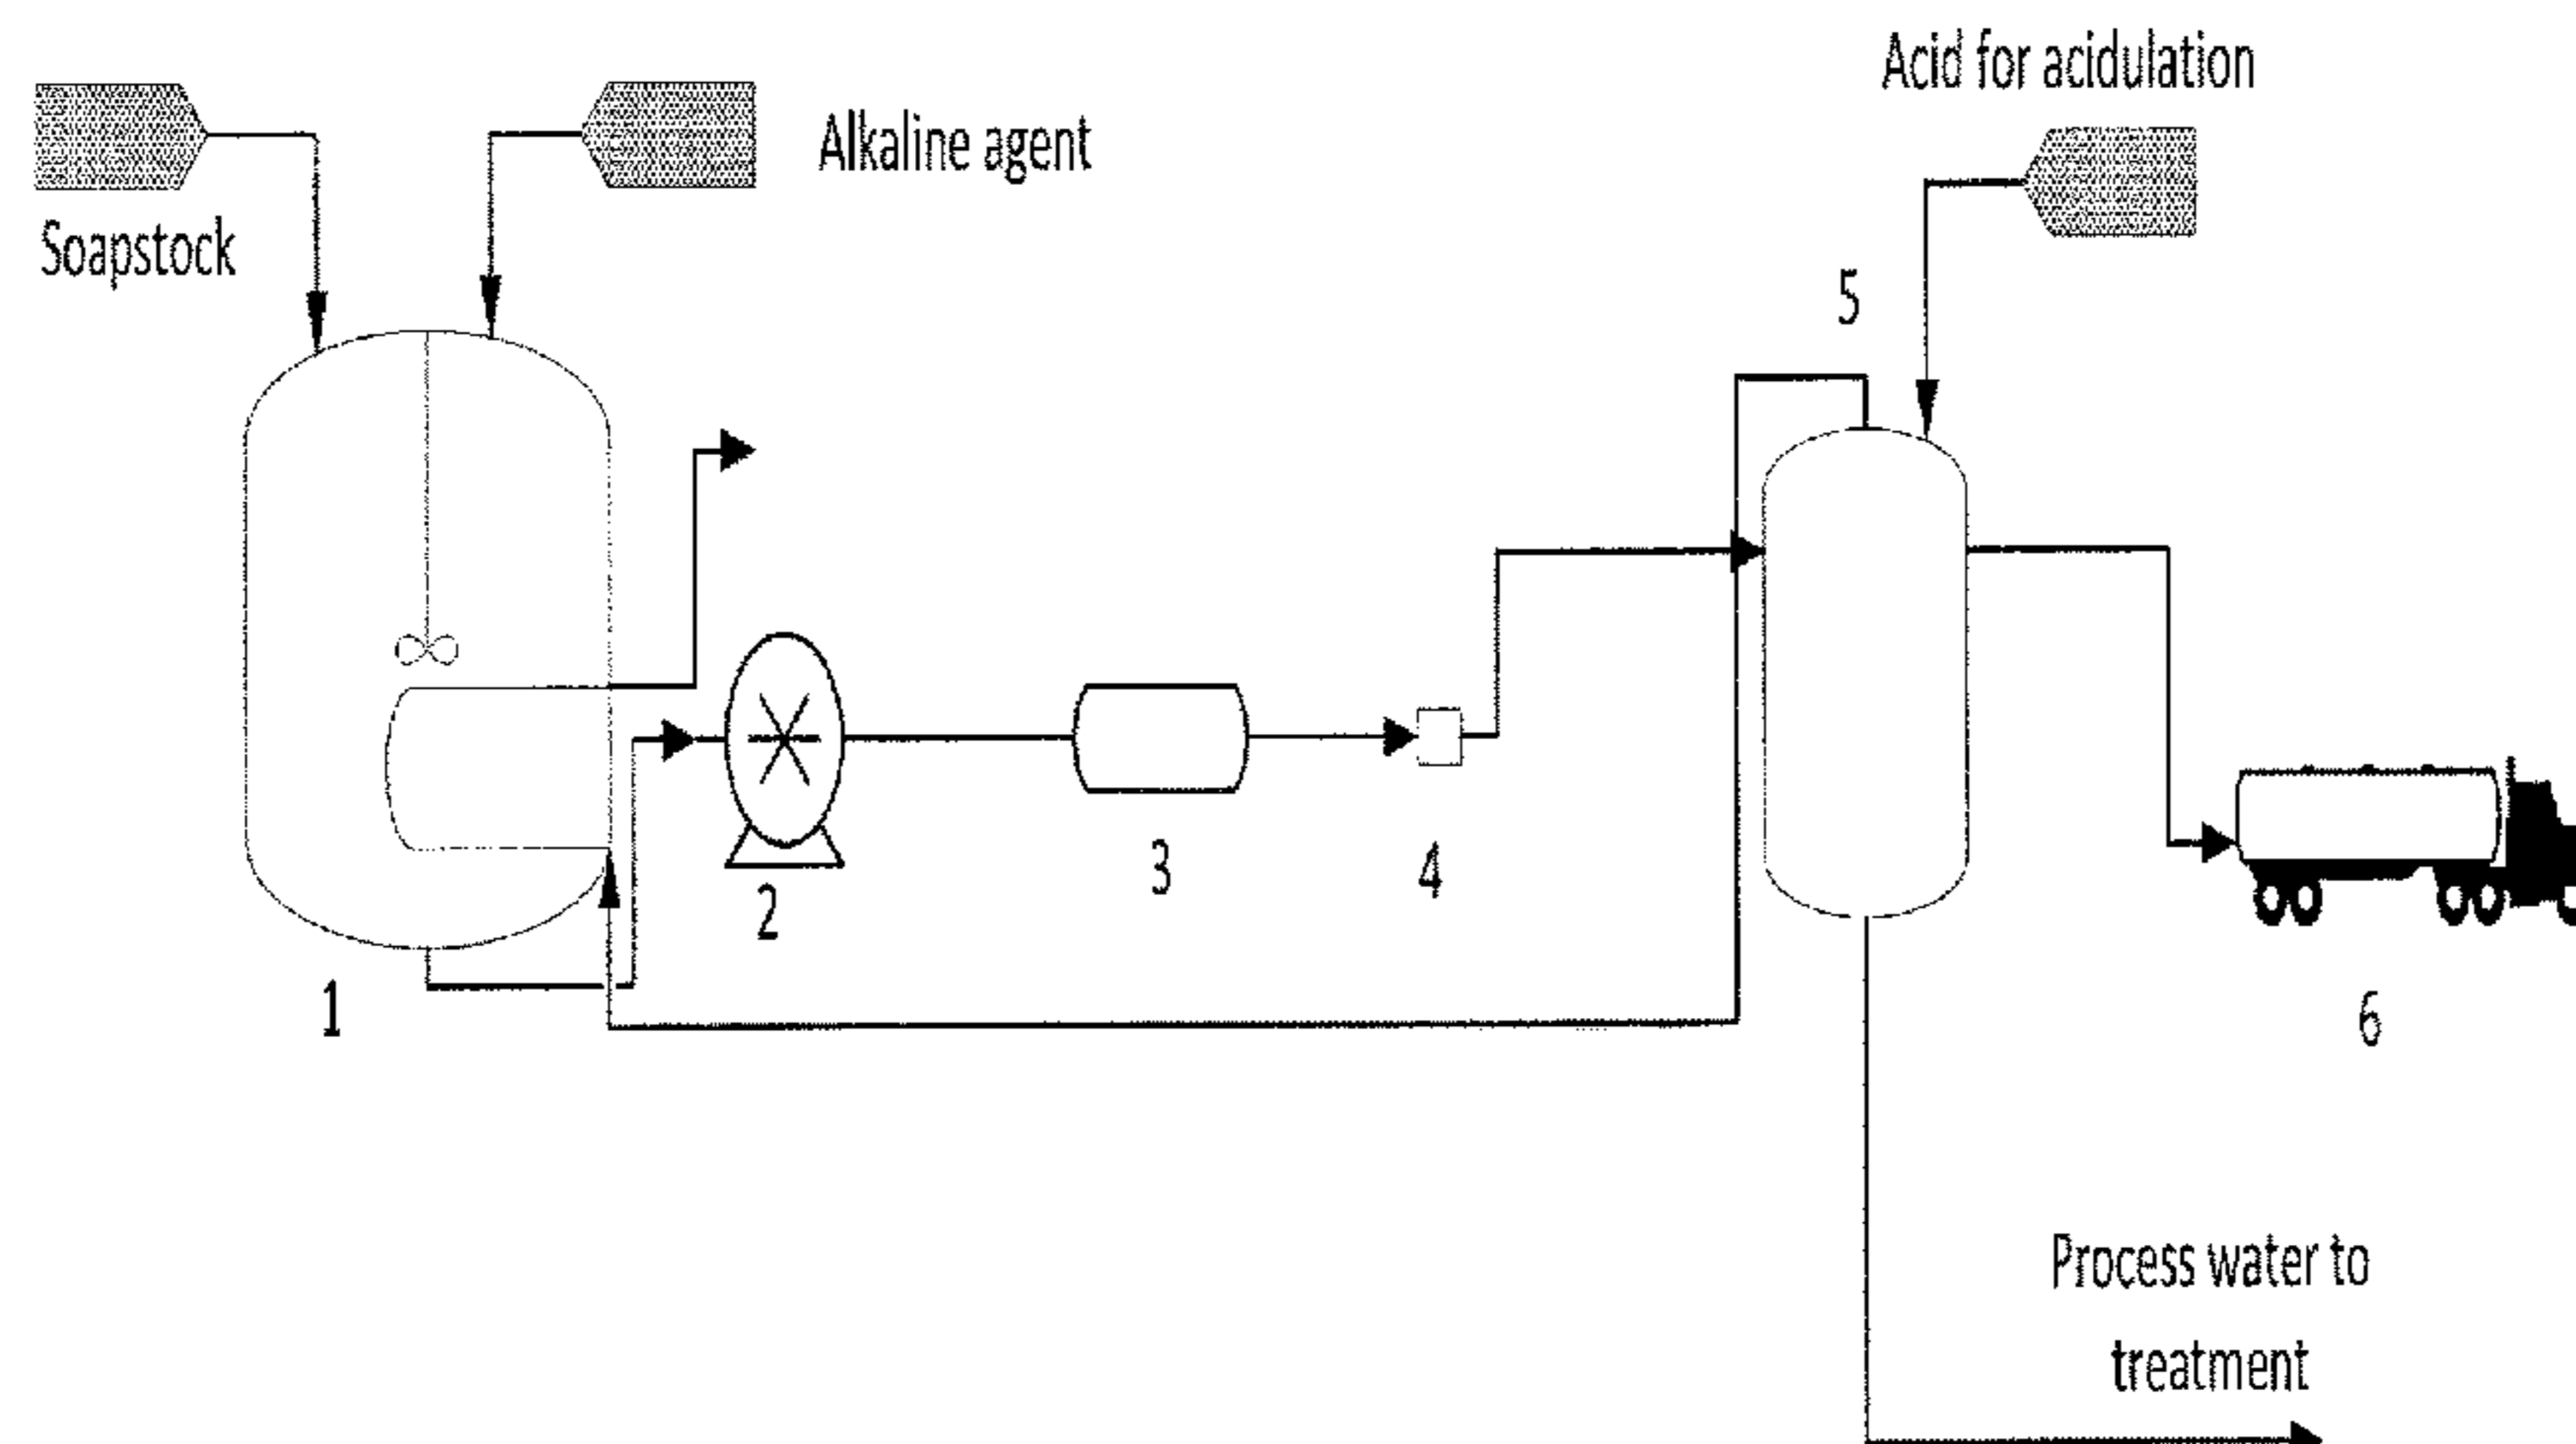 Acid for acidulation
Alkaline agent
Soapstock
5
2
3
4
1
6
Process water to
treatment